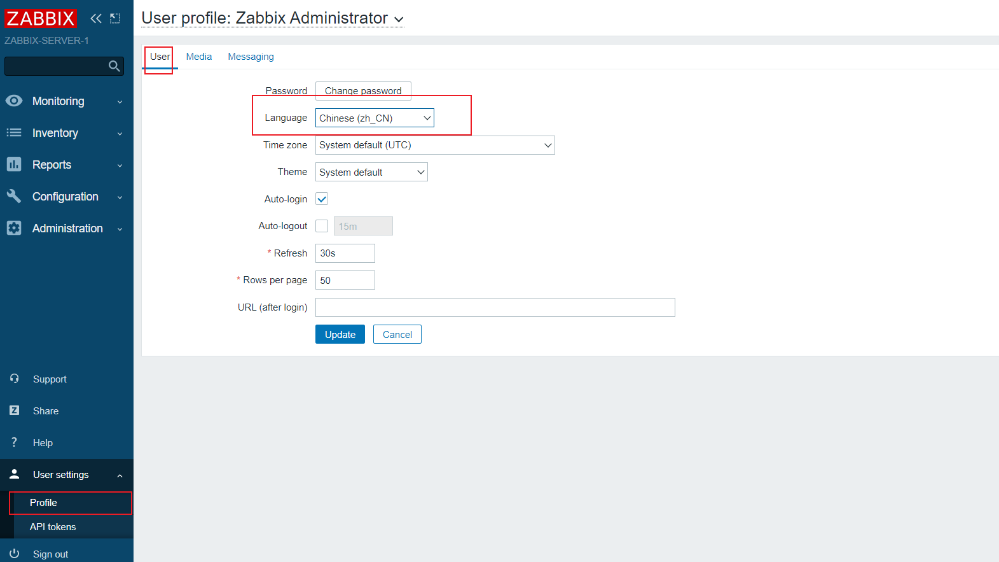 ZABBIX
ZABBIX-SERVER-1
Monitoring
Inventory
Reports
Configuration
Administration
Support
Z
Share
?
Help
User settings
Profile
API tokens
Sign out
User profile: Zabbix Administrator
User Media Messaging
Password Change password
Language Chinese (zh_CN)
Time zone System default (UTC)
Theme System default
Auto-login
Auto-logout 15m
* Refresh 30s
* Rows per page 50
URL (after login)
Update Cancel